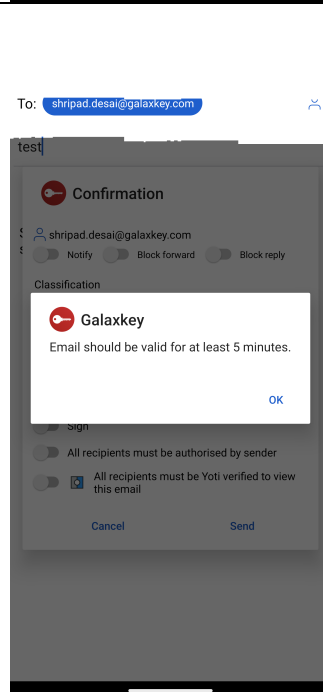 To: shripad.desai@galaxkey.com
test
Confirmation
shripad.desai@galaxkey.com
Notify Block forward Block reply
Classification
Galaxkey
Email should be valid for at least 5 minutes.
OK
Sign
All recipients must be authorised by sender
All recipients must be Yoti verified to view
this email
Cancel Send